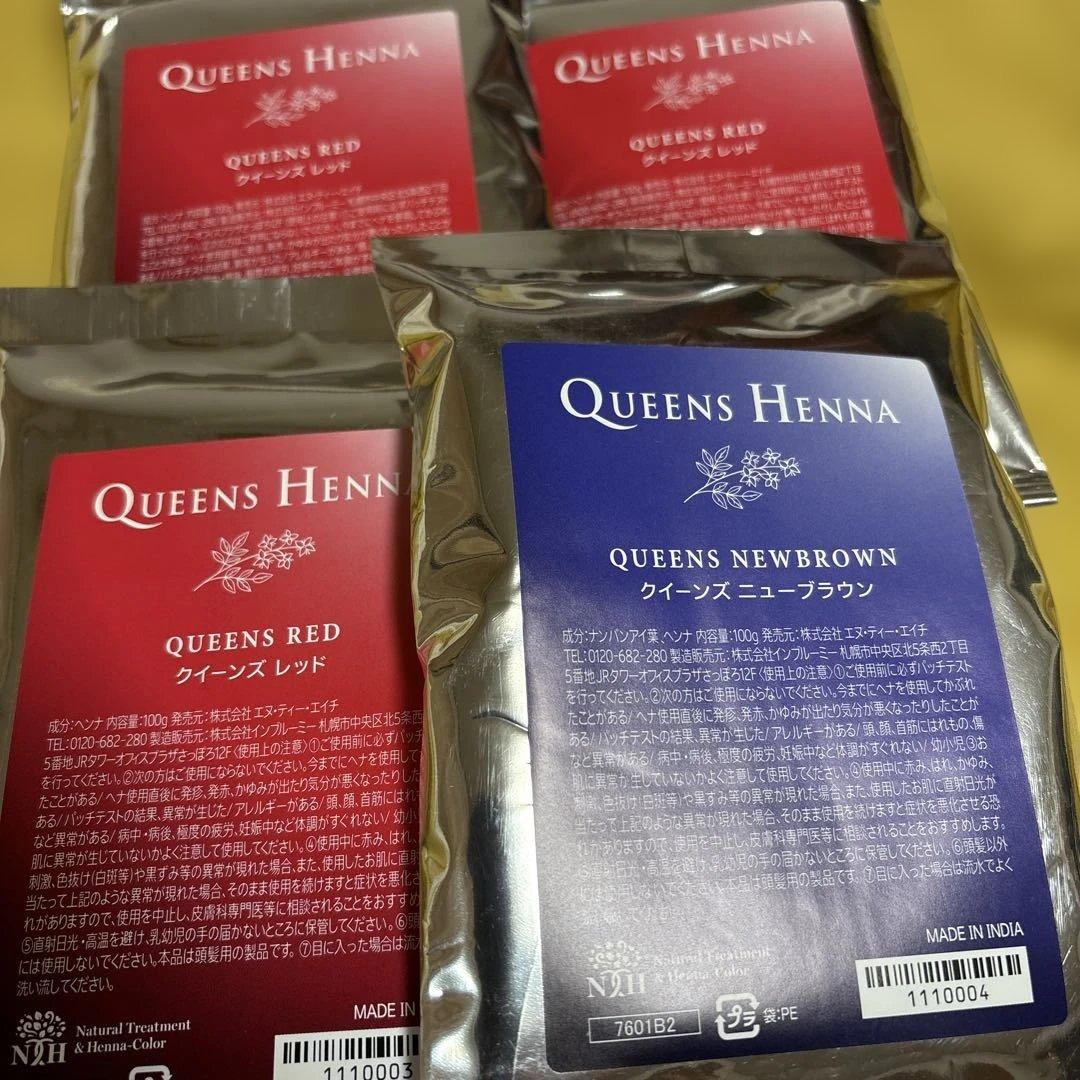 QUEENS HENNA
QUEENS RED
クイーンズ レッド
QUEENS HENNA
QUEENS RED
クイーンズ レッド
QUEENS HENNA
QUEENS RED
クイーンズ レッド
成分:ヘンナ 内容量:100g 発売元:株式会社 エヌ・ティー・エイチ
TEL:0120-682-280 製造販売元:株式会社インブルーミー 札幌市中央区北5条西
5番地JRタワーオフィスプラザさっぽろ12F〈使用上の注意〉①ご使用前に必ずパッチ
を行ってください。②次の方はご使用にならないでください。今までにヘナを使用して
たことがある/ ヘナ使用直後に発疹、発赤、かゆみが出たり気分が悪くなったりした
ある/ パッチテストの結果、異常が生じた/ アレルギーがある/ 頭、顔、首筋にはれも
など異常がある/ 病中・病後、極度の疲労、妊娠中など体調がすぐれない/ 幼小
肌に異常が生じていないかよく注意して使用してください。④使用中に赤み、はれ、
刺激、色抜け(白斑等)や黒ずみ等の異常が現れた場合、また、使用したお肌に直射
当たって上記のような異常が現れた場合、そのまま使用を続けますと症状を悪化さ
れがありますので、使用を中止し、皮膚科専門医等に相談されることをおすすめ
⑤直射日光・高温を避け、乳幼児の手の届かないところに保管してください。⑥頭
には使用しないでください。本品は頭髪用の製品です。⑦目に入った場合は流水
洗い流してください。
MADE IN
NTH
Natural Treatment
& Henna-Color
1110003
QUEENS HENNA
QUEENS NEWBROWN
クイーンズ ニューブラウン
成分:ナンバンアイ葉、ヘンナ 内容量:100g 発売元:株式会社 エヌ・ティー・エイチ
TEL:0120-682-280 製造販売元:株式会社インブルーミー 札幌市中央区北5条西2丁目
5番地JRタワーオフィスプラザさっぽろ12F〈使用上の注意〉①ご使用前に必ずパッチテスト
を行ってください。②次の方はご使用にならないでください。今までにヘナを使用してかぶれ
たことがある/ ヘナ使用直後に発疹、発赤、かゆみが出たり気分が悪くなったりしたことが
ある/ パッチテストの結果、異常が生じた/ アレルギーがある/ 頭、顔、首筋にはれもの、傷
など異常がある/ 病中・病後、極度の疲労、妊娠中など体調がすぐれない/ 幼小児 ③お
肌に異常が生じていないかよく注意して使用してください。④使用中に赤み、はれ、かゆみ、
刺激、色抜け(白斑等)や黒ずみ等の異常が現れた場合、また、使用したお肌に直射日光が
当たって上記のような異常が現れた場合、そのまま使用を続けますと症状を悪化させる恐
れがありますので、使用を中止し、皮膚科専門医等に相談されることをおすすめします。
⑤直射日光・高温を避け、乳幼児の手の届かないところに保管してください。⑥頭髪以外
には使用しないでください。本品は頭髪用の製品です。⑦目に入った場合は流水でよく
洗い流してください。
MADE IN INDIA
NTH
Natural Treatment
& Henna-Color
7601B2
プラ
袋:PE
1110004